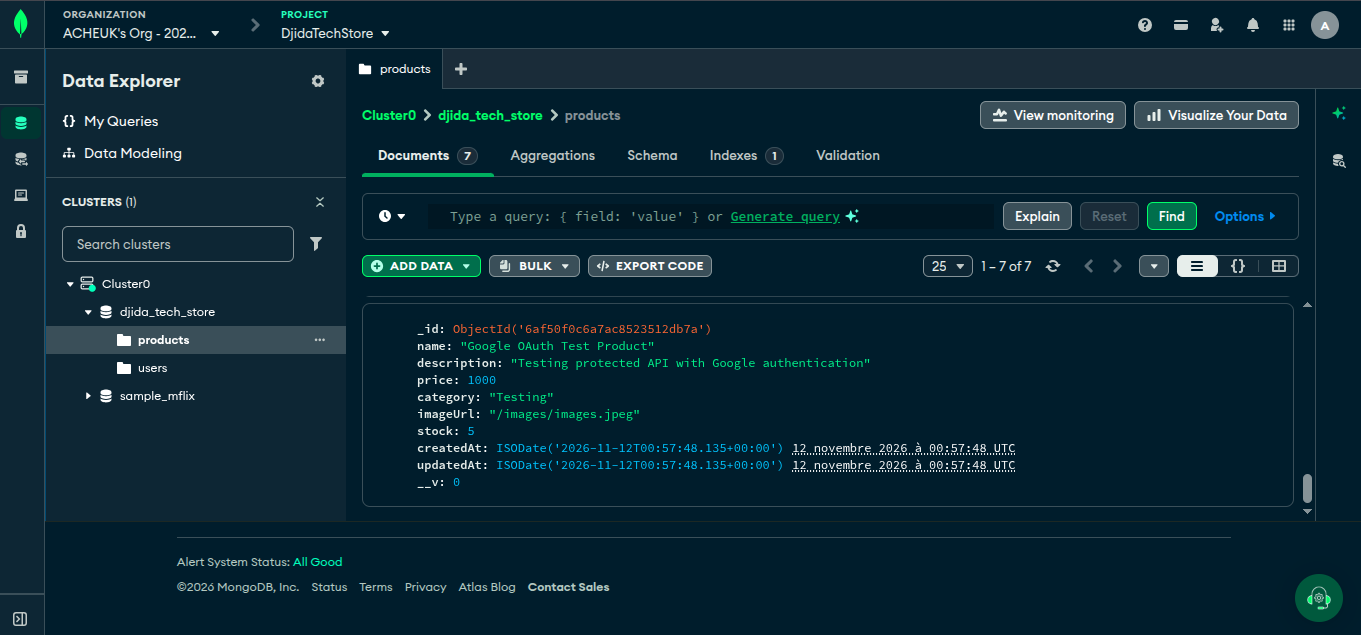 ORGANIZATION
ACHEUK's Org - 202...
PROJECT
DjidaTechStore
A
Data Explorer
{} My Queries
Data Modeling
CLUSTERS (1)
Search clusters
Cluster0
djida_tech_store
products
users
sample_mflix
products
Cluster0 > djida_tech_store > products
View monitoring
Visualize Your Data
Documents 7
Aggregations
Schema
Indexes 1
Validation
Type a query: { field: 'value' } or Generate query
Explain
Reset
Find
Options
ADD DATA
BULK
EXPORT CODE
25
1 – 7 of 7
{}
_id: ObjectId('6af50f0c6a7ac8523512db7a')
name: "Google OAuth Test Product"
description: "Testing protected API with Google authentication"
price: 1000
category: "Testing"
imageUrl: "/images/images.jpeg"
stock: 5
createdAt: ISODate('2026-11-12T00:57:48.135+00:00') 12 novembre 2026 à 00:57:48 UTC
updatedAt: ISODate('2026-11-12T00:57:48.135+00:00') 12 novembre 2026 à 00:57:48 UTC
__v: 0
Alert System Status: All Good
©2026 MongoDB, Inc. Status Terms Privacy Atlas Blog Contact Sales